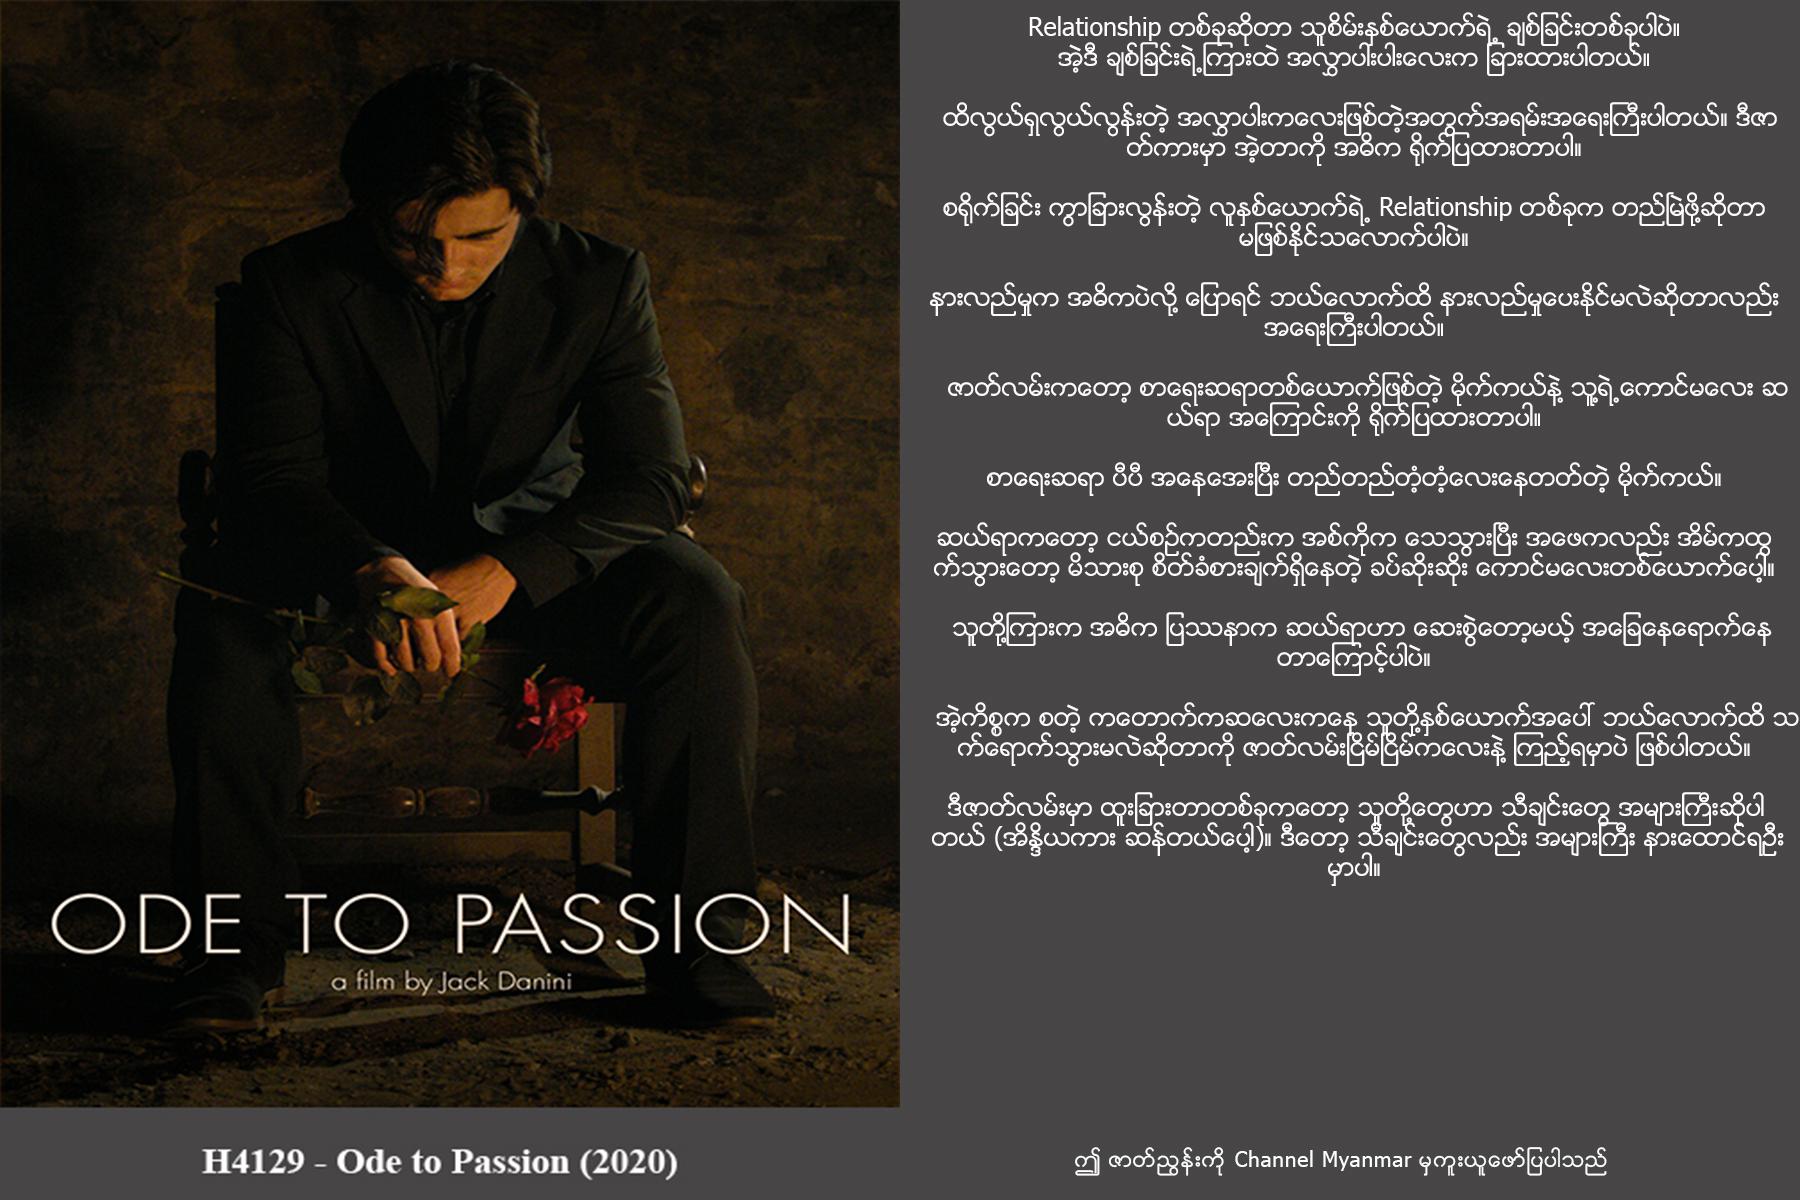 ODE TO PASSION
a film by Jack Danini
H4129 - Ode to Passion (2020)
Relationship တစ်ခုဆိုတာ သူစိမ်းနှစ်ယောက်ရဲ့ ချစ်ခြင်းတစ်ခုပါပဲ။
အဲ့ဒီ ချစ်ခြင်းရဲ့ကြားထဲ အလွှာပါးပါးလေးက ခြားထားပါတယ်။
ထိလွယ်ရှလွယ်လွန်းတဲ့ အလွှာပါးကလေးဖြစ်တဲ့အတွက်အရမ်းအရေးကြီးပါတယ်။ ဒီဇာ
တ်ကားမှာ အဲ့တာကို အဓိက ရိုက်ပြထားတာပါ။
စရိုက်ခြင်း ကွာခြားလွန်းတဲ့ လူနှစ်ယောက်ရဲ့ Relationship တစ်ခုက တည်မြဲဖို့ဆိုတာ
မဖြစ်နိုင်သလောက်ပါပဲ။
နားလည်မှုက အဓိကပဲလို့ ပြောရင် ဘယ်လောက်ထိ နားလည်မှုပေးနိုင်မလဲဆိုတာလည်း
အရေးကြီးပါတယ်။
ဇာတ်လမ်းကတော့ စာရေးဆရာတစ်ယောက်ဖြစ်တဲ့ မိုက်ကယ်နဲ့ သူ့ရဲ့ကောင်မလေး ဆ
ယ်ရာ အကြောင်းကို ရိုက်ပြထားတာပါ။
စာရေးဆရာ ပီပီ အနေအေးပြီး တည်တည်တံ့တံ့လေးနေတတ်တဲ့ မိုက်ကယ်။
ဆယ်ရာကတော့ ငယ်စဉ်ကတည်းက အစ်ကိုက သေသွားပြီး အဖေကလည်း အိမ်ကထွ
က်သွားတော့ မိသားစု စိတ်ခံစားချက်ရှိနေတဲ့ ခပ်ဆိုးဆိုး ကောင်မလေးတစ်ယောက်ပေါ့။
သူတို့ကြားက အဓိက ပြဿနာက ဆယ်ရာဟာ ဆေးစွဲတော့မယ့် အခြေနေရောက်နေ
တာကြောင့်ပါပဲ။
အဲ့ကိစ္စက စတဲ့ ကတောက်ကဆလေးကနေ သူတို့နှစ်ယောက်အပေါ် ဘယ်လောက်ထိ သ
က်ရောက်သွားမလဲဆိုတာကို ဇာတ်လမ်းငြိမ်ငြိမ်ကလေးနဲ့ ကြည့်ရမှာပဲ ဖြစ်ပါတယ်။
ဒီဇာတ်လမ်းမှာ ထူးခြားတာတစ်ခုကတော့ သူတို့တွေဟာ သီချင်းတွေ အများကြီးဆိုပါ
တယ် (အိန္ဒိယကား ဆန်တယ်ပေါ့)။ ဒီတော့ သီချင်းတွေလည်း အများကြီး နားထောင်ရဦး
မှာပါ။
ဤ ဇာတ်ညွှန်းကို Channel Myanmar မှကူးယူဖော်ပြပါသည်